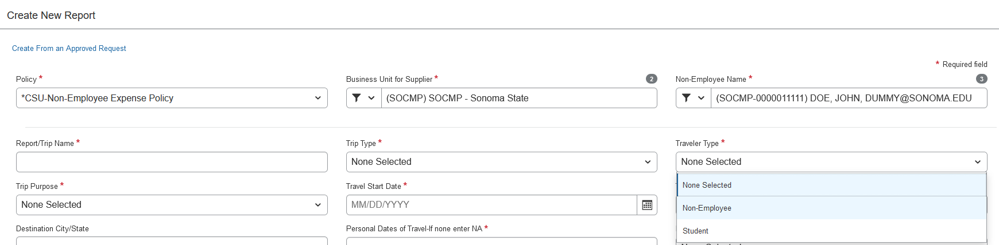 Create New Report
Create From an Approved Request
* Required field
Policy *
Business Unit for Supplier *
2
Non-Employee Name *
3
*CSU-Non-Employee Expense Policy
(SOCMP) SOCMP - Sonoma State
(SOCMP-0000011111) DOE, JOHN, DUMMY@SONOMA.EDU
Report/Trip Name *
Trip Type *
Traveler Type *
None Selected
None Selected
None Selected
Trip Purpose *
Travel Start Date *
None Selected
MM/DD/YYYY
Non-Employee
Destination City/State
Personal Dates of Travel-If none enter NA *
Student